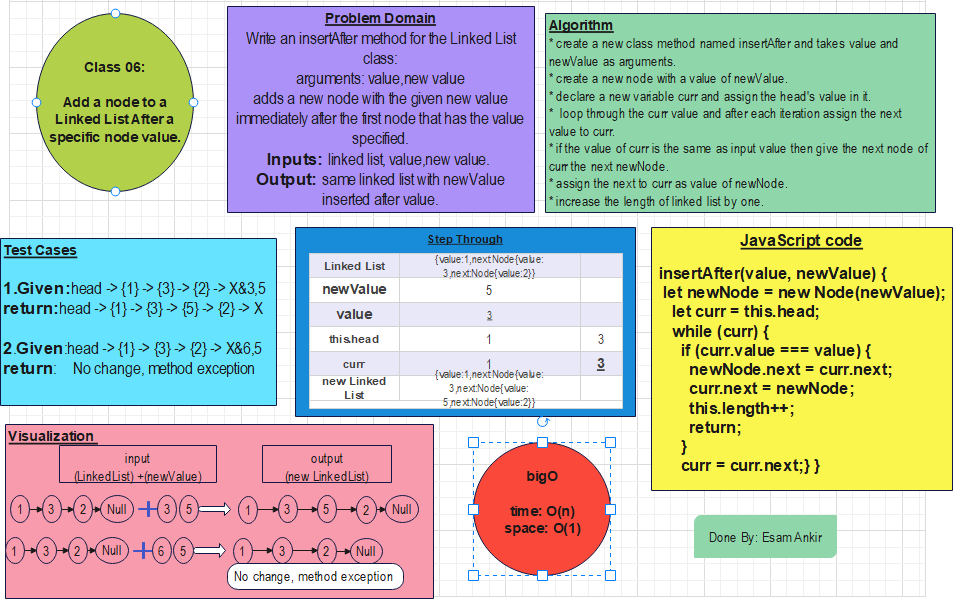 Class 06:
Add a node to a
Linked List After a
specific node value.
Problem Domain
Write an insertAfter method for the Linked List
class:
arguments: value,new value
adds a new node with the given new value
immediately after the first node that has the value
specified.
Inputs: linked list, value,new value.
Output: same linked list with newValue
inserted after value.
Algorithm
* create a new class method named insertAfter and takes value and
newValue as arguments.
* create a new node with a value of newValue.
* declare a new variable curr and assign the head's value in it.
* loop through the curr value and after each iteration assign the next
value to curr.
* if the value of curr is the same as input value then give the next node of
curr the next newNode.
* assign the next to curr as value of newNode.
* increase the length of linked list by one.
Test Cases
1.Given:head -> {1} -> {3} -> {2} -> X&3,5
return:head -> {1} -> {3} -> {5} -> {2} -> X
2.Given:head -> {1} -> {3} -> {2} -> X&6,5
return: No change, method exception
Step Through
Linked List {value:1,next:Node{value:
3,next:Node{value:2}}
newValue 5
value 3
this.head 1 3
curr 1 3
new Linked
List
{value:1,next:Node{value:
3,next:Node{value:
5,next:Node{value:2}}
JavaScript code
insertAfter(value, newValue) {
let newNode = new Node(newValue);
let curr = this.head;
while (curr) {
if (curr.value === value) {
newNode.next = curr.next;
curr.next = newNode;
this.length++;
return;
}
curr = curr.next;} }
Visualization
input
(LinkedList) +(newValue)
output
(new LinkedList)
1 3 2 Null + 3 5 1 3 5 2 Null
1 3 2 Null + 6 5 1 3 2 Null
No change, method exception
bigO
time: O(n)
space: O(1)
Done By: Esam Ankir